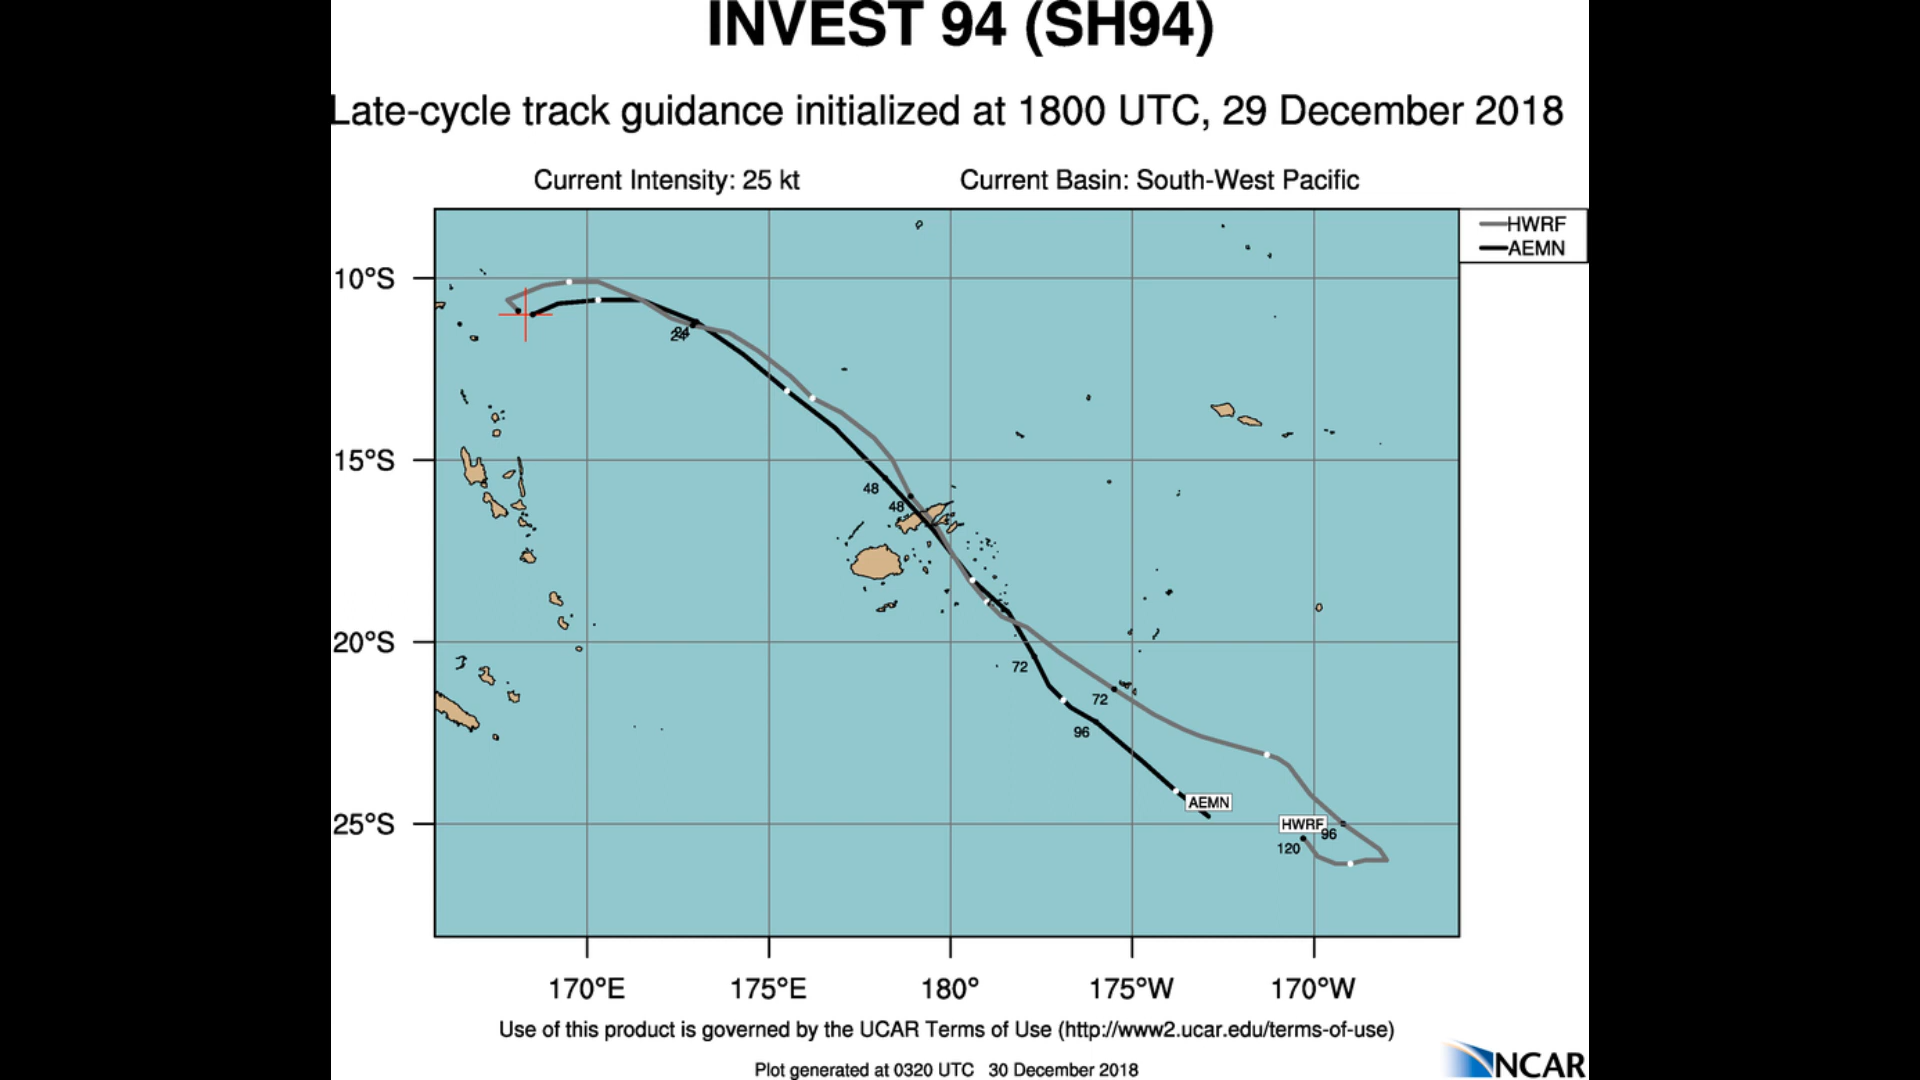 INVEST 94 (SH94)
Late-cycle track guidance initialized at 1800 UTC, 29 December 2018
Current Intensity: 25 kt
Current Basin: South-West Pacific
HWRF
AEMN
10°S
15°S
20°S
25°S
24
24
48
48
72
72
96
AEMN
HWRF
96
120
170°E
175°E
180°
175°W
170°W
Use of this product is governed by the UCAR Terms of Use (http://www2.ucar.edu/terms-of-use)
Plot generated at 0320 UTC 30 December 2018
NCAR